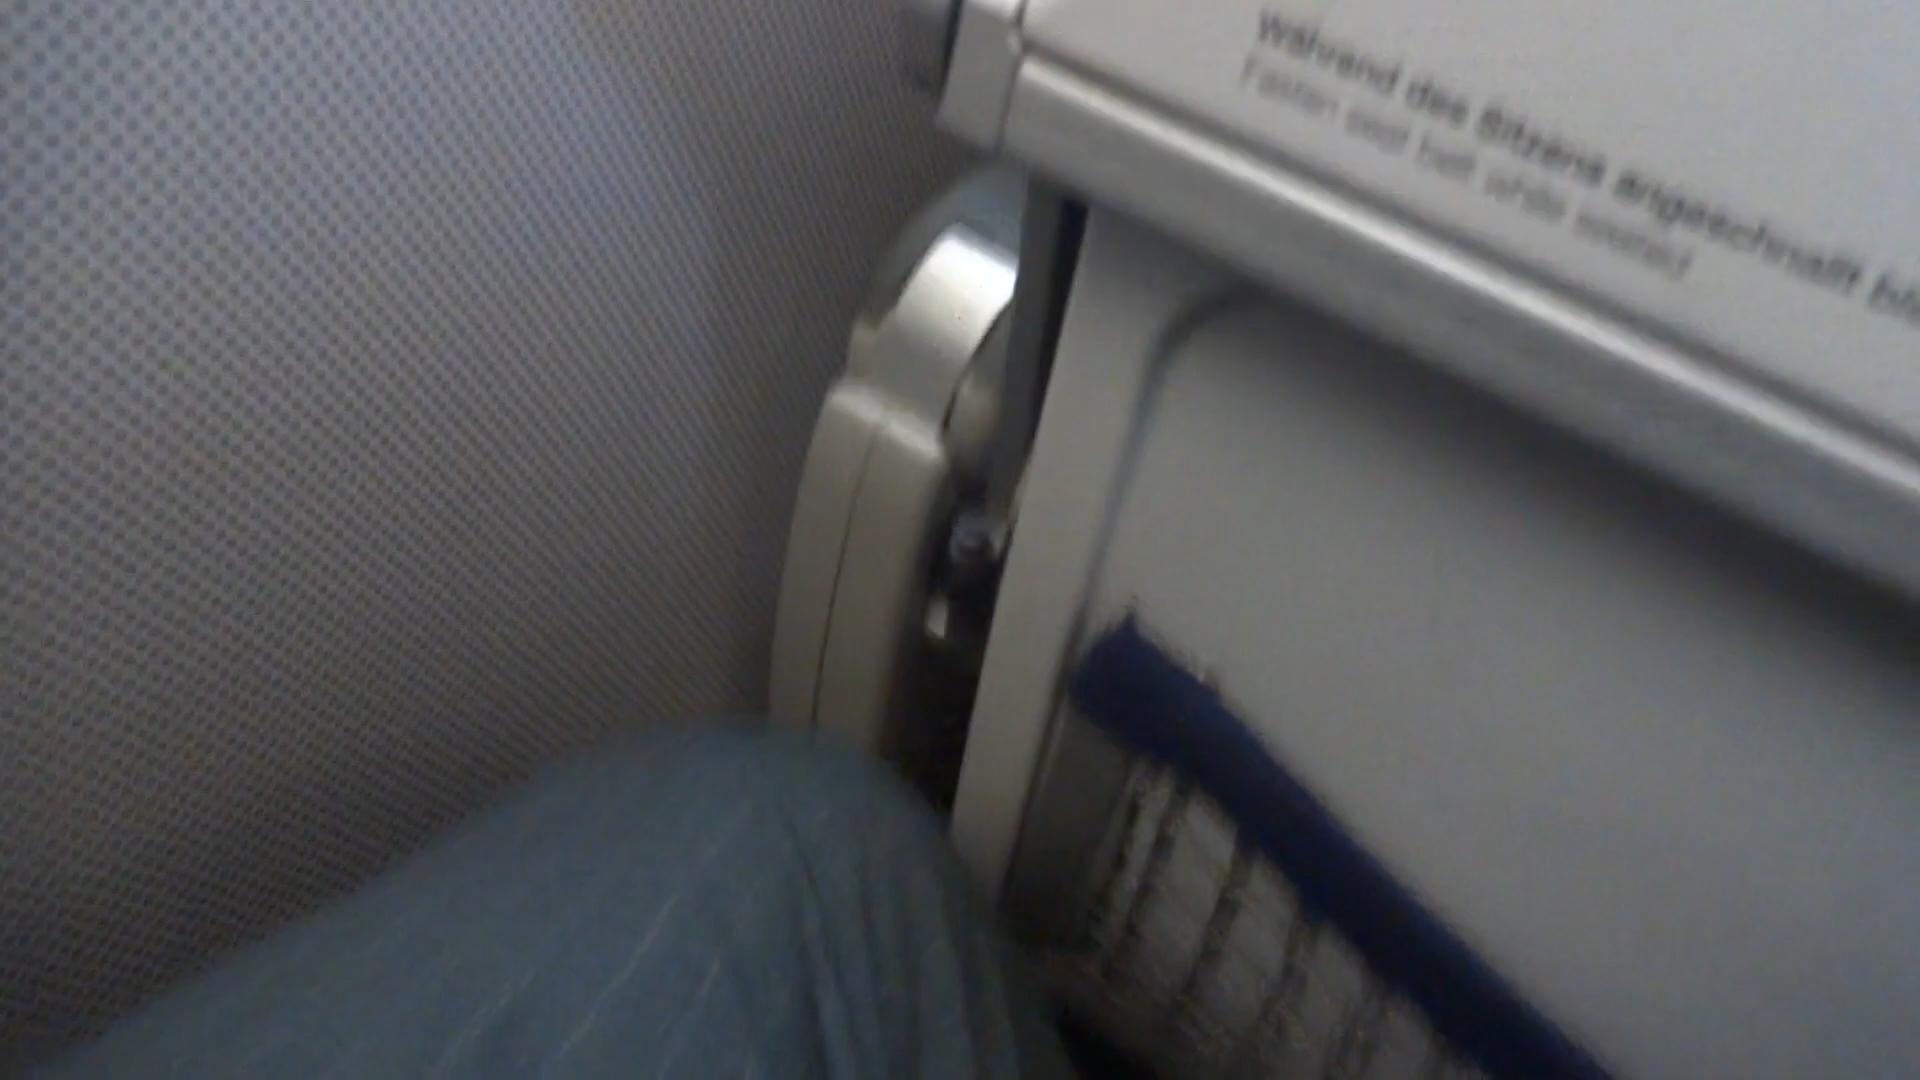 Während des Sitzens angeschnallt
Fasten seat belt while seated